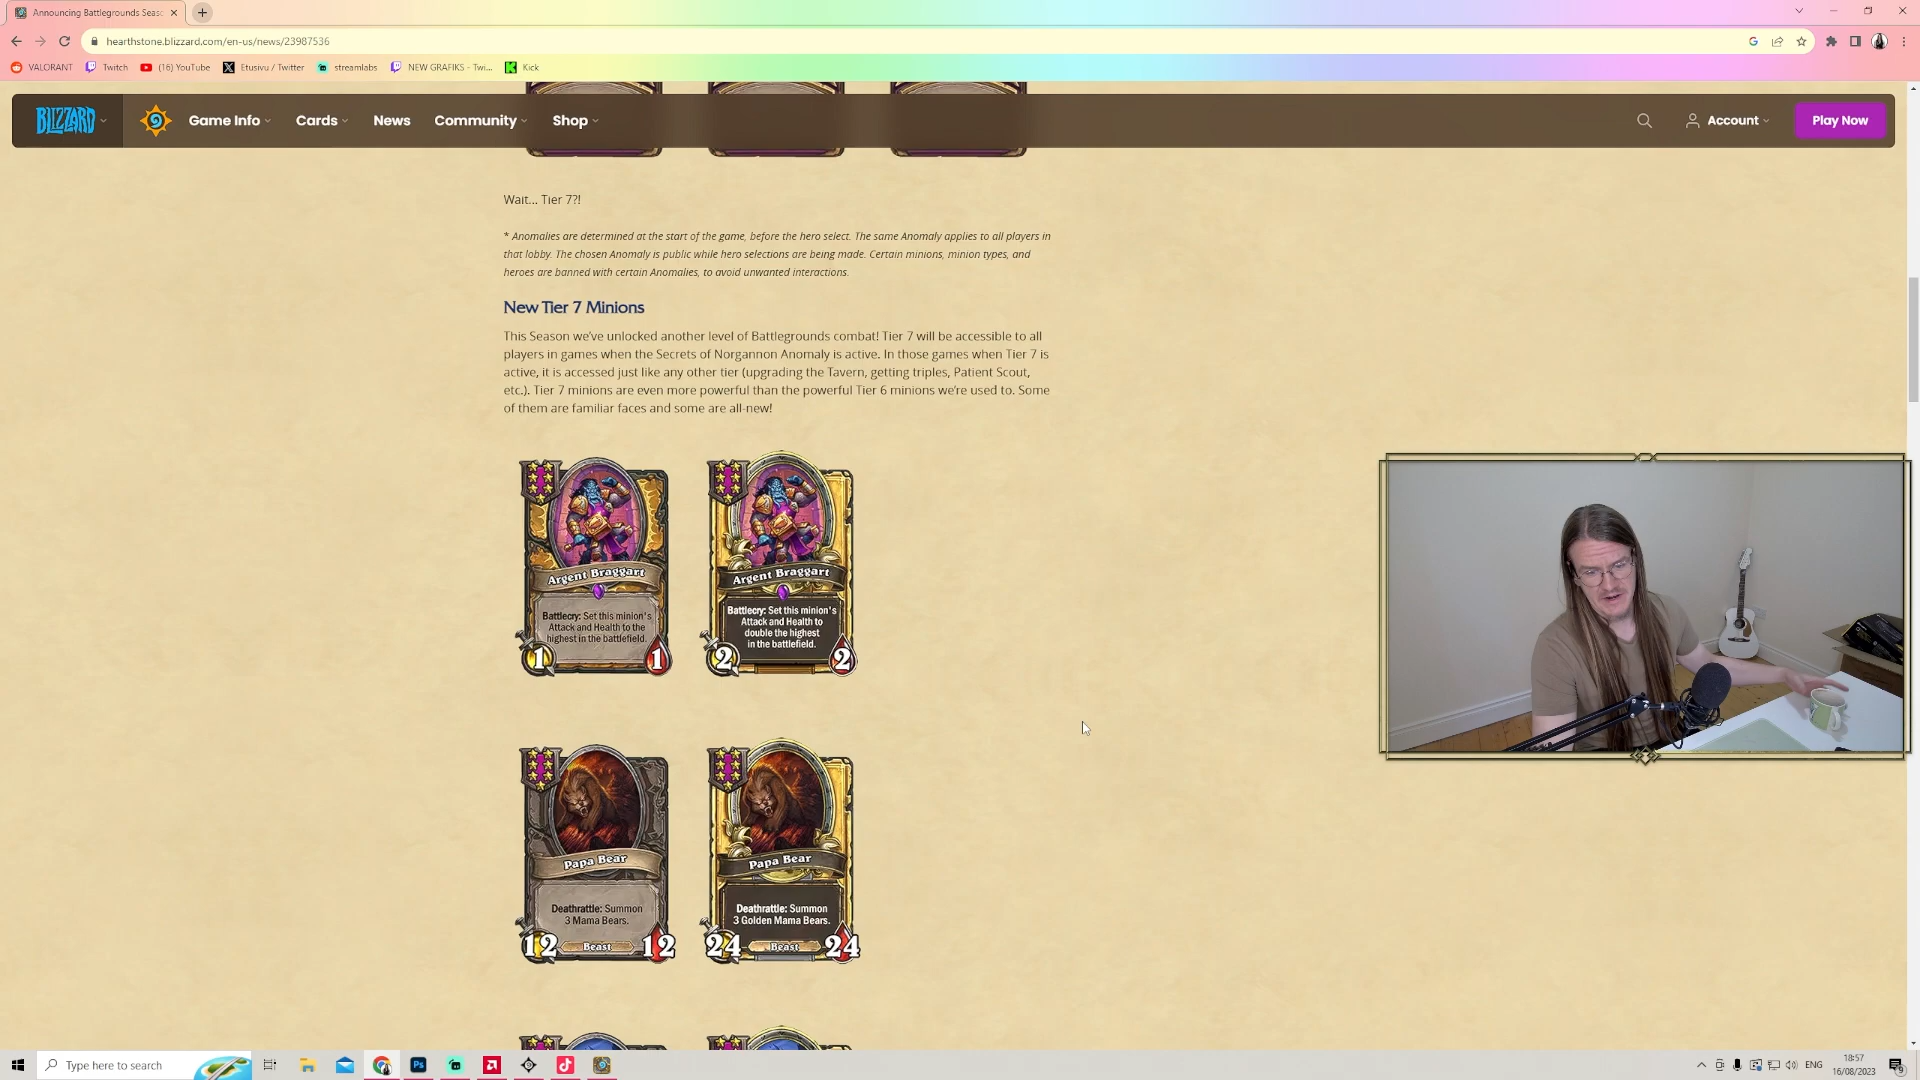 Announcing Battlegrounds Seas
hearthstone.blizzard.com/en-us/news/23987536
VALORANT
Twitch
(16) YouTube
Etusivu / Twitter
streamlabs
NEW GRAFIKS - Twi...
Kick
BLIZZARD
Game Info
Cards
News
Community
Shop
Account
Play Now
Wait... Tier 7?!
* Anomalies are determined at the start of the game, before the hero select. The same Anomaly applies to all players in
that lobby. The chosen Anomaly is public while hero selections are being made. Certain minions, minion types, and
heroes are banned with certain Anomalies, to avoid unwanted interactions.
New Tier 7 Minions
This Season we've unlocked another level of Battlegrounds combat! Tier 7 will be accessible to all
players in games when the Secrets of Norgannon Anomaly is active. In those games when Tier 7 is
active, it is accessed just like any other tier (upgrading the Tavern, getting triples, Patient Scout,
etc.). Tier 7 minions are even more powerful than the powerful Tier 6 minions we're used to. Some
of them are familiar faces and some are all-new!
Argent Braggart
Battlecry: Set this minion's
Attack and Health to the
highest in the battlefield.
1 1
Argent Braggart
Battlecry: Set this minion's
Attack and Health to
double the highest
in the battlefield.
2 2
Papa Bear
Deathrattle: Summon
3 Mama Bears.
12 Beast 12
Papa Bear
Deathrattle: Summon
3 Golden Mama Bears.
24 Beast 24
Type here to search
Ps
ENG
18:57
16/08/2023